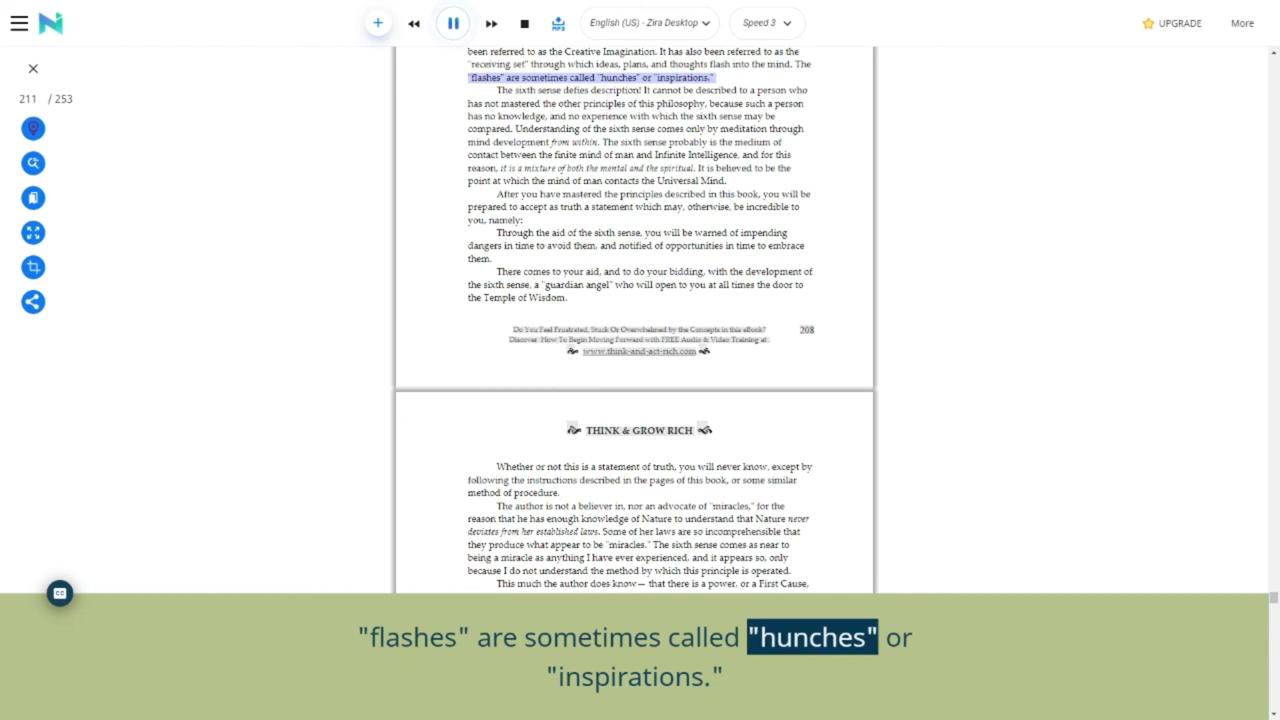 English (US) - Zira Desktop
Speed 3
UPGRADE
More
211 / 253
been referred to as the Creative Imagination. It has also been referred to as the
"receiving set" through which ideas, plans, and thoughts flash into the mind. The
"flashes" are sometimes called "hunches" or "inspirations."
The sixth sense defies description! It cannot be described to a person who
has not mastered the other principles of this philosophy, because such a person
has no knowledge, and no experience with which the sixth sense may be
compared. Understanding of the sixth sense comes only by meditation through
mind development from within. The sixth sense probably is the medium of
contact between the finite mind of man and Infinite Intelligence, and for this
reason, it is a mixture of both the mental and the spiritual. It is believed to be the
point at which the mind of man contacts the Universal Mind.
After you have mastered the principles described in this book, you will be
prepared to accept as truth a statement which may, otherwise, be incredible to
you, namely:
Through the aid of the sixth sense, you will be warned of impending
dangers in time to avoid them, and notified of opportunities in time to embrace
them.
There comes to your aid, and to do your bidding, with the development of
the sixth sense, a "guardian angel" who will open to you at all times the door to
the Temple of Wisdom.
Do You Feel Frustrated, Stuck Or Overwhelmed by the Concepts in this eBook?
208
Discover How To Begin Moving Forward with FREE Audio & Video Training at:
www.think-and-act-rich.com
THINK & GROW RICH
Whether or not this is a statement of truth, you will never know, except by
following the instructions described in the pages of this book, or some similar
method of procedure.
The author is not a believer in, nor an advocate of "miracles," for the
reason that he has enough knowledge of Nature to understand that Nature never
deviates from her established laws. Some of her laws are so incomprehensible that
they produce what appear to be "miracles." The sixth sense comes as near to
being a miracle as anything I have ever experienced, and it appears so, only
because I do not understand the method by which this principle is operated.
This much the author does know— that there is a power, or a First Cause,
CC
"flashes" are sometimes called "hunches" or
"inspirations."
MP3